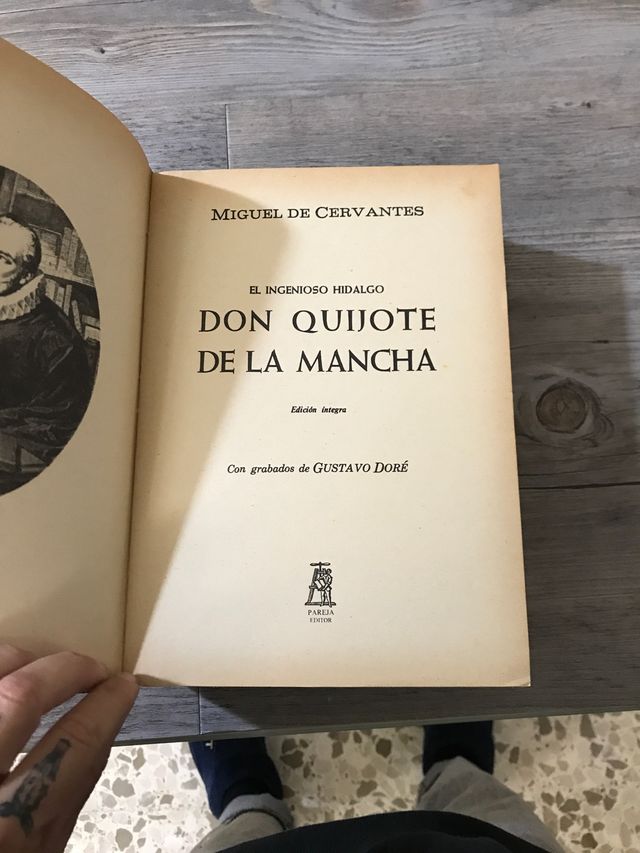 MIGUEL DE CERVANTES
EL INGENIOSO HIDALGO
DON QUIJOTE
DE LA MANCHA
Edición íntegra
Con grabados de GUSTAVO DORÉ
PAREJA
EDITOR